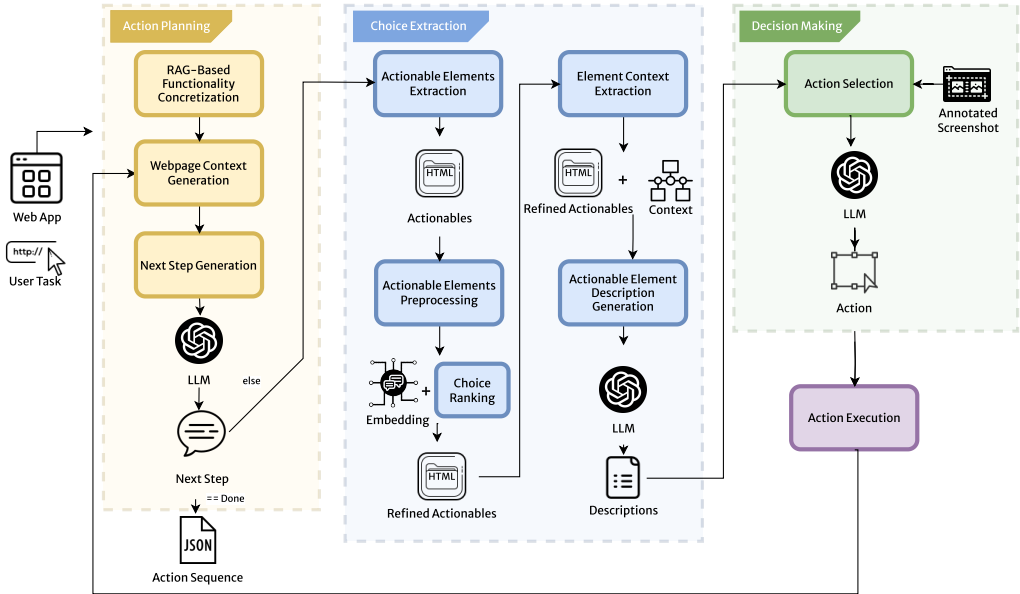 Action Planning
RAG-Based
Functionality
Concretization
Webpage Context
Generation
Next Step Generation
LLM
else
Next Step
== Done
JSON
Action Sequence
Web App
http://
User Task
Choice Extraction
Actionable Elements
Extraction
HTML
Actionables
Actionable Elements
Preprocessing
Embedding
+
Choice
Ranking
HTML
Refined Actionables
Element Context
Extraction
HTML
+
Refined Actionables
Context
Actionable Element
Description
Generation
LLM
Descriptions
Decision Making
Action Selection
Annotated
Screenshot
LLM
Action
Action Execution